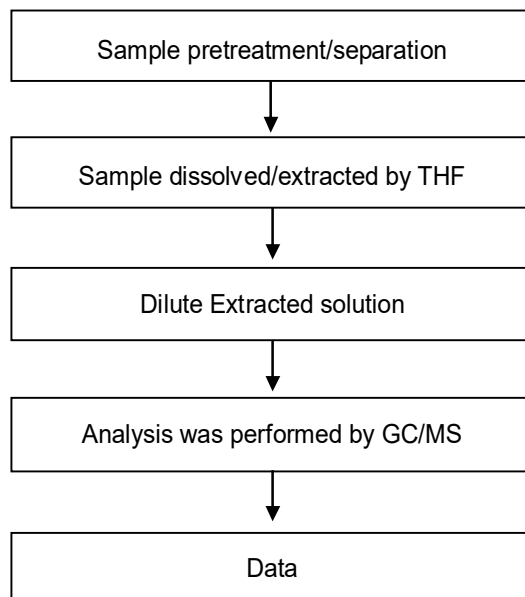 Sample pretreatment/separation
Sample dissolved/extracted by THF
Dilute Extracted solution
Analysis was performed by GC/MS
Data